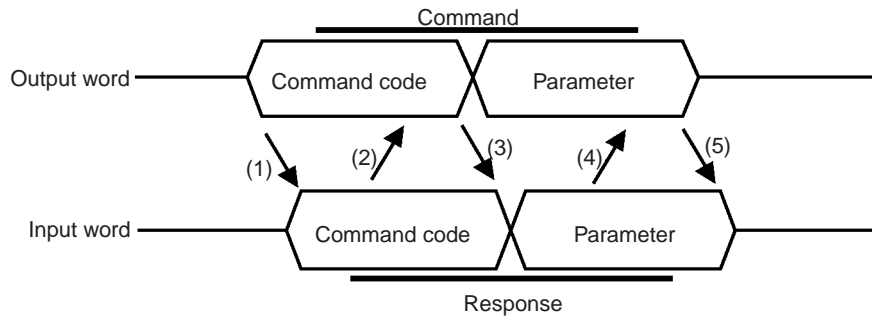 Command
Output word
Command code
Parameter
(1)
(2)
(3)
(4)
(5)
Input word
Command code
Parameter
Response